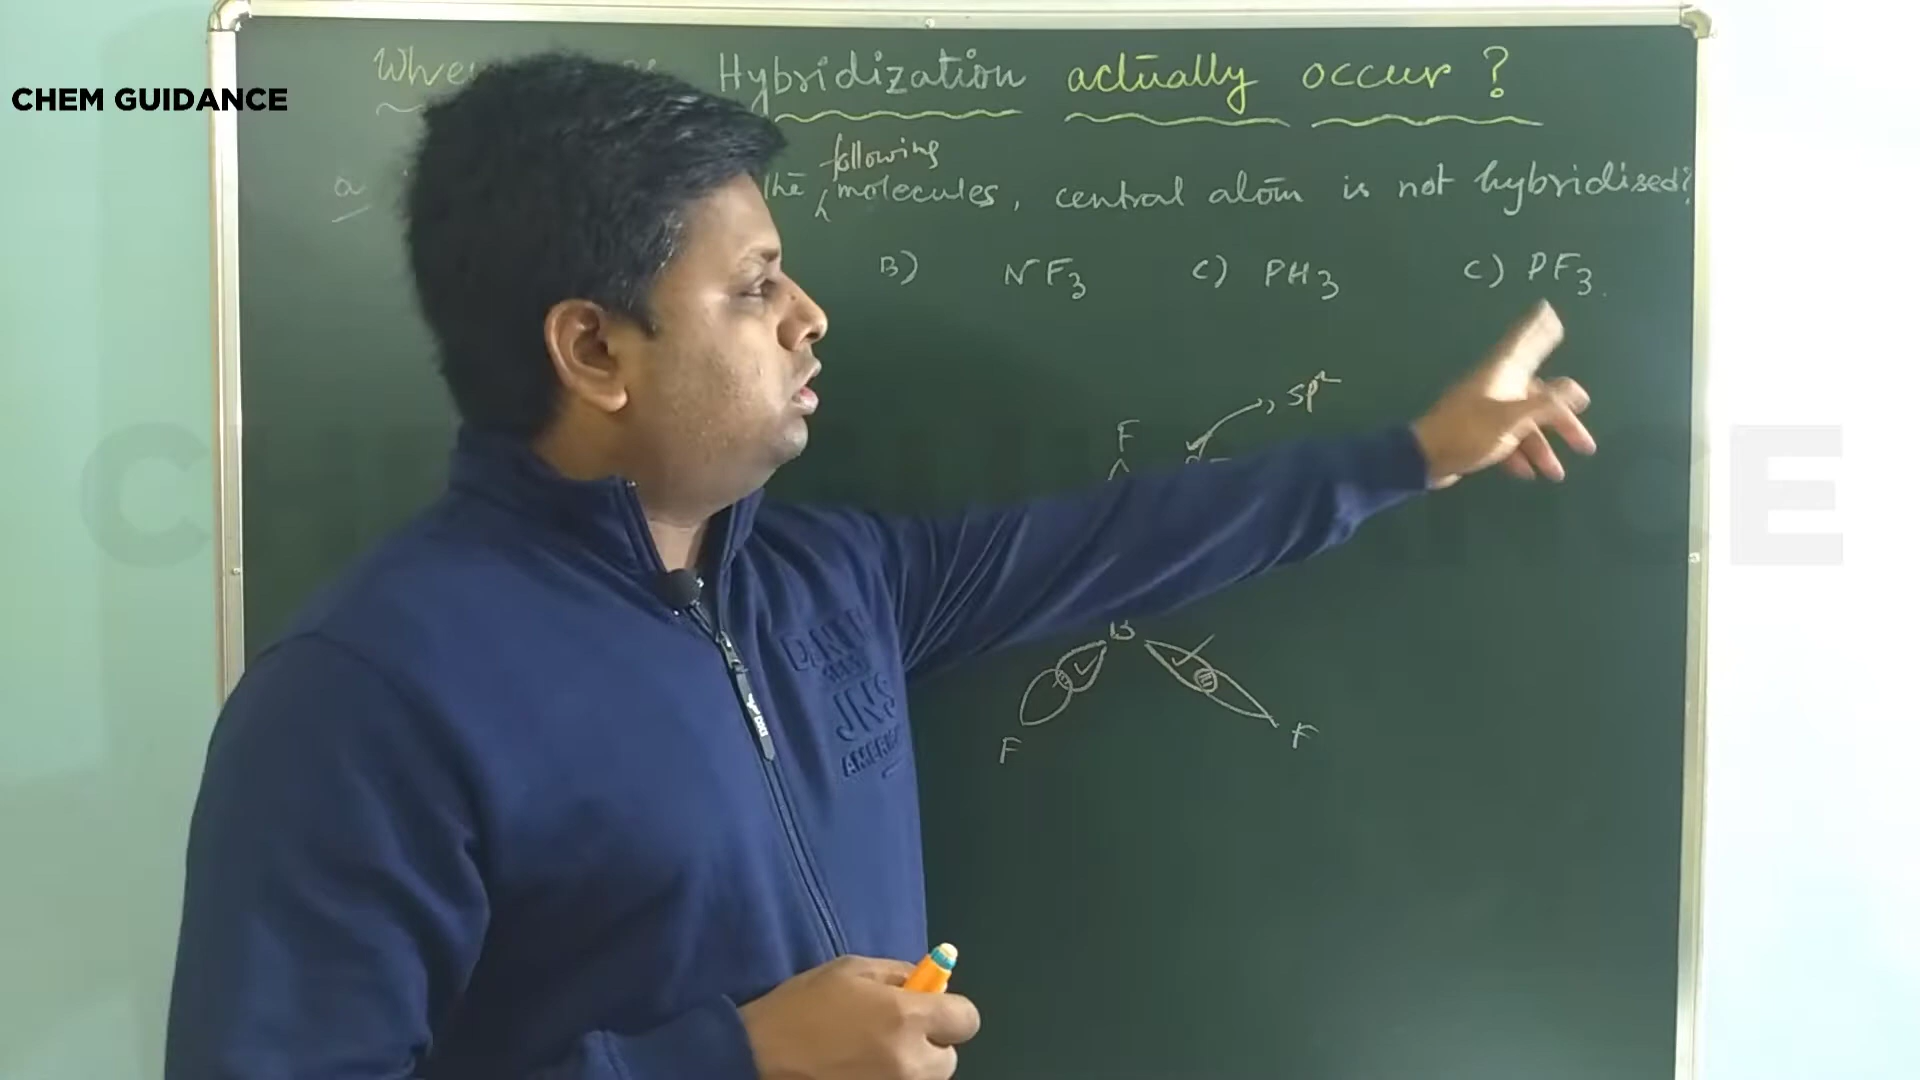 CHEM GUIDANCE
Hybridization actually occur ?
following
the molecules, central atom is not hybridised?
B) NF3 C) PH3 C) PF3
sp2
F
B
F F